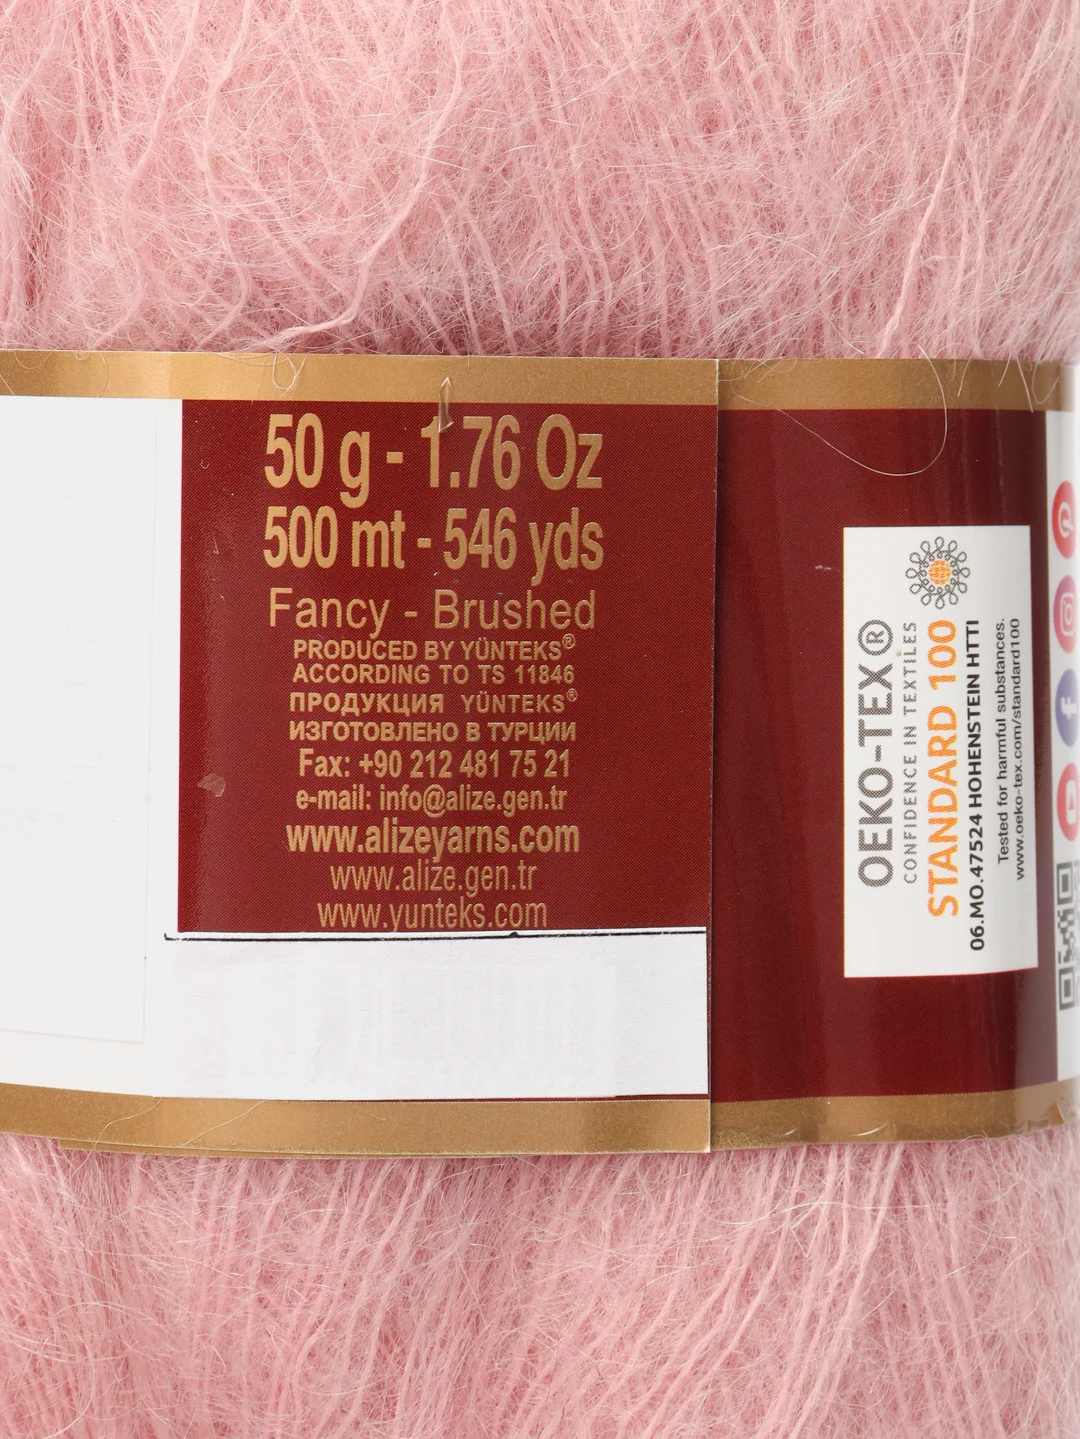 50 g - 1.76 Oz
500 mt - 546 yds
Fancy - Brushed
PRODUCED BY YÜNTEKS®
ACCORDING TO TS 11846
ПРОДУКЦИЯ YÜNTEKS®
ИЗГОТОВЛЕНО В ТУРЦИИ
Fax: +90 212 481 75 21
e-mail: info@alize.gen.tr
www.alizeyarns.com
www.alize.gen.tr
www.yunteks.com
OEKO-TEX®
CONFIDENCE IN TEXTILES
STANDARD 100
06.MO.47524 HOHENSTEIN HTTI
Tested for harmful substances.
www.oeko-tex.com/standard100